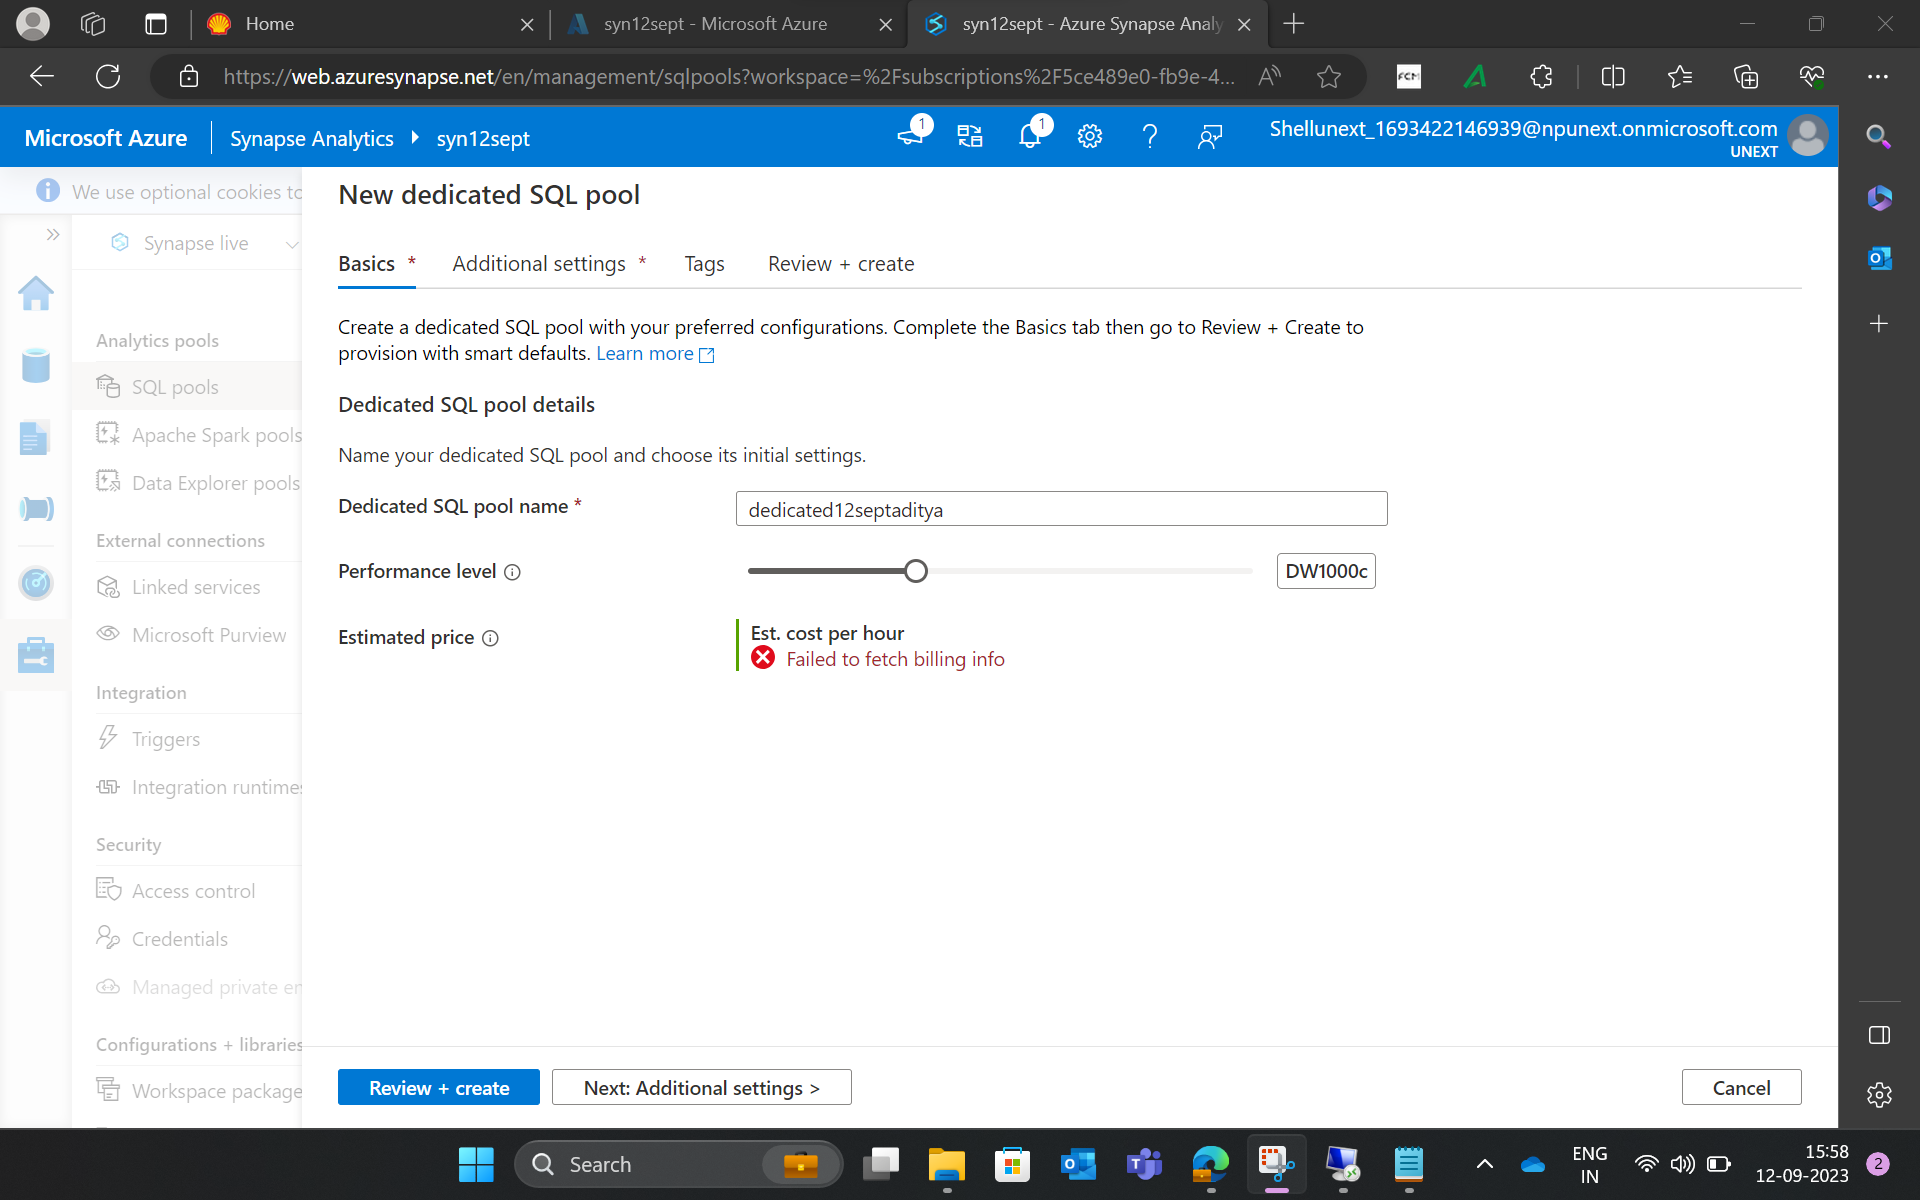 Home
syn12sept - Microsoft Azure
syn12sept - Azure Synapse Analy
https://web.azuresynapse.net/en/management/sqlpools?workspace=%2Fsubscriptions%2F5ce489e0-fb9e-4...
FCM
Microsoft Azure
Synapse Analytics
syn12sept
1
1
Shellunext_1693422146939@npunext.onmicrosoft.com
UNEXT
We use optional cookies to
Synapse live
Analytics pools
SQL pools
Apache Spark pools
Data Explorer pools
External connections
Linked services
Microsoft Purview
Integration
Triggers
Integration runtimes
Security
Access control
Credentials
Managed private en
Configurations + libraries
Workspace package
New dedicated SQL pool
Basics *
Additional settings *
Tags
Review + create
Create a dedicated SQL pool with your preferred configurations. Complete the Basics tab then go to Review + Create to
provision with smart defaults. Learn more
Dedicated SQL pool details
Name your dedicated SQL pool and choose its initial settings.
Dedicated SQL pool name *
dedicated12septaditya
Performance level
DW1000c
Estimated price
Est. cost per hour
Failed to fetch billing info
Review + create
Next: Additional settings >
Cancel
Search
ENG
IN
15:58
12-09-2023
2